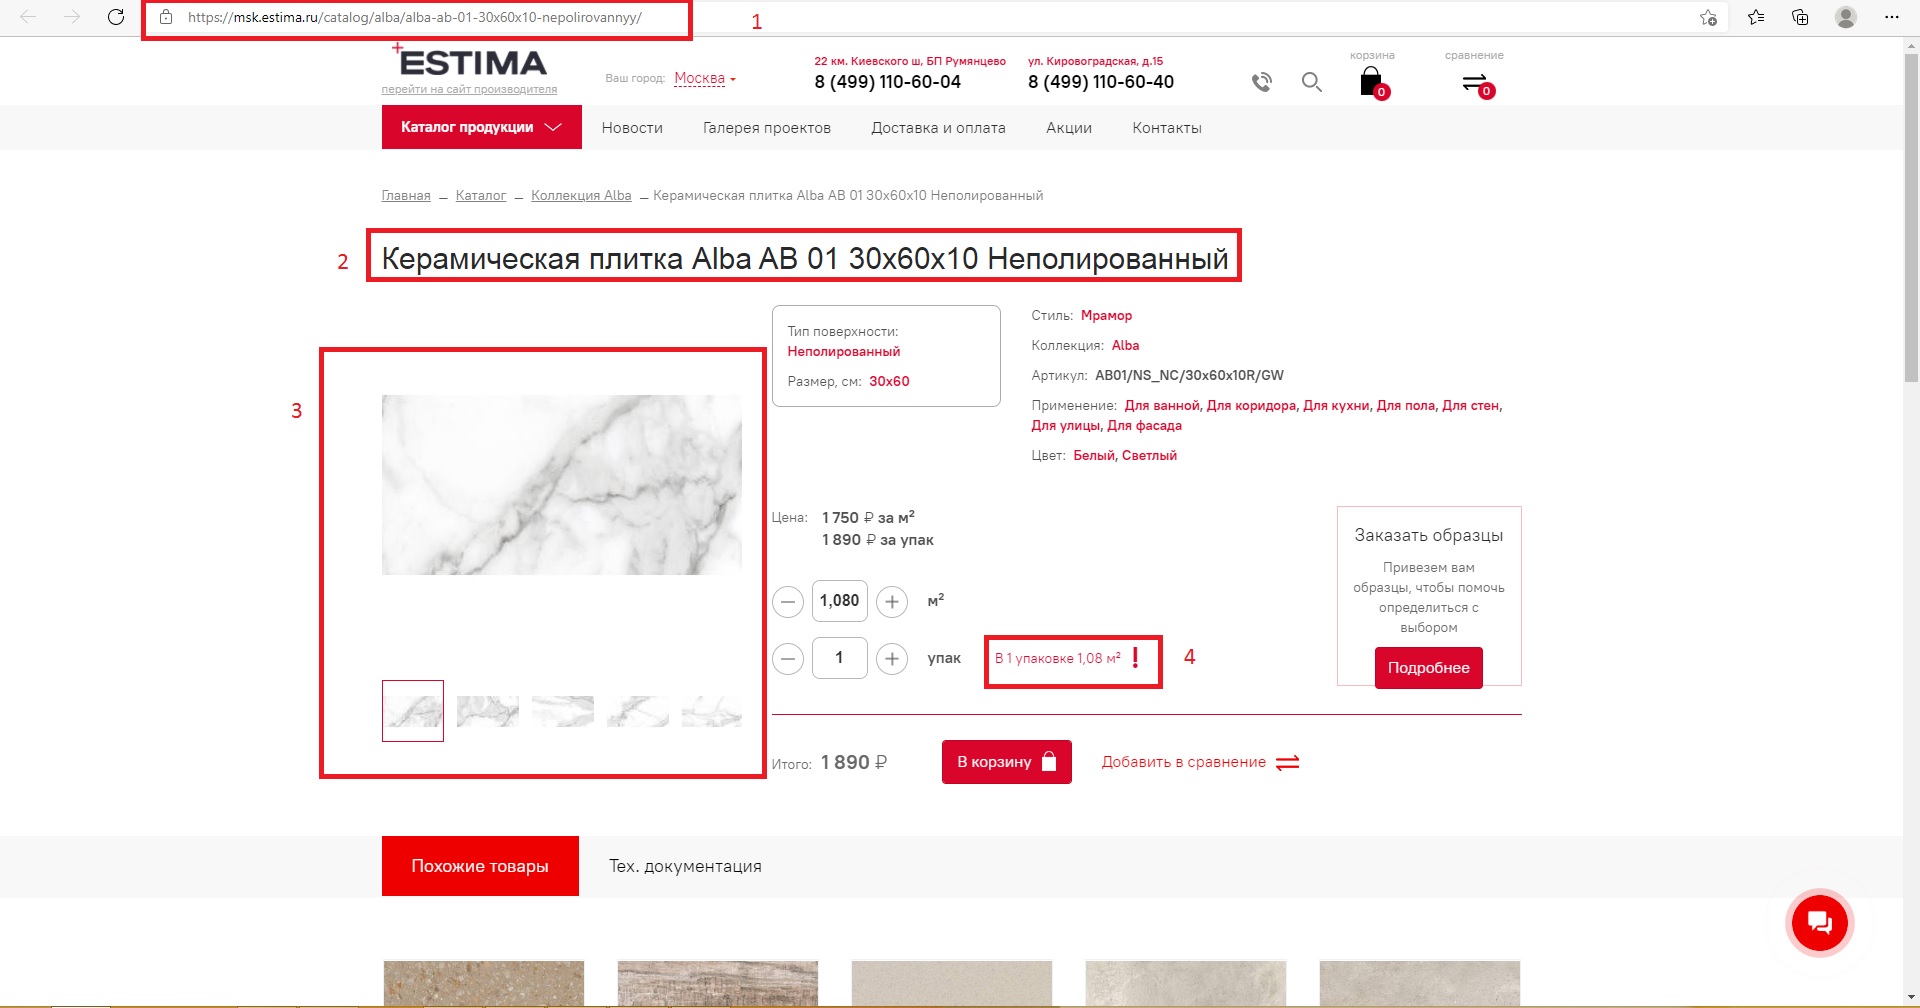 https://msk.estima.ru/catalog/alba/alba-ab-01-30x60x10-nepolirovannyy/
1
ESTIMA
перейти на сайт производителя
Ваш город: Москва
22 км. Киевского ш, БП Румянцево
8 (499) 110-60-04
ул. Кировоградская, д.15
8 (499) 110-60-40
корзина
0
сравнение
0
Каталог продукции
Новости
Галерея проектов
Доставка и оплата
Акции
Контакты
Главная – Каталог – Коллекция Alba – Керамическая плитка Alba AB 01 30x60x10 Неполированный
2
Керамическая плитка Alba AB 01 30x60x10 Неполированный
3
Тип поверхности:
Неполированный
Размер, см: 30x60
Стиль: Мрамор
Коллекция: Alba
Артикул: AB01/NS_NC/30x60x10R/GW
Применение: Для ванной, Для коридора, Для кухни, Для пола, Для стен,
Для улицы, Для фасада
Цвет: Белый, Светлый
Цена: 1 750 ₽ за м²
1 890 ₽ за упак
1,080 м²
1 упак
В 1 упаковке 1,08 м² !
4
Заказать образцы
Привезем вам
образцы, чтобы помочь
определиться с
выбором
Подробнее
Итого: 1 890 ₽
В корзину
Добавить в сравнение
Похожие товары
Тех. документация